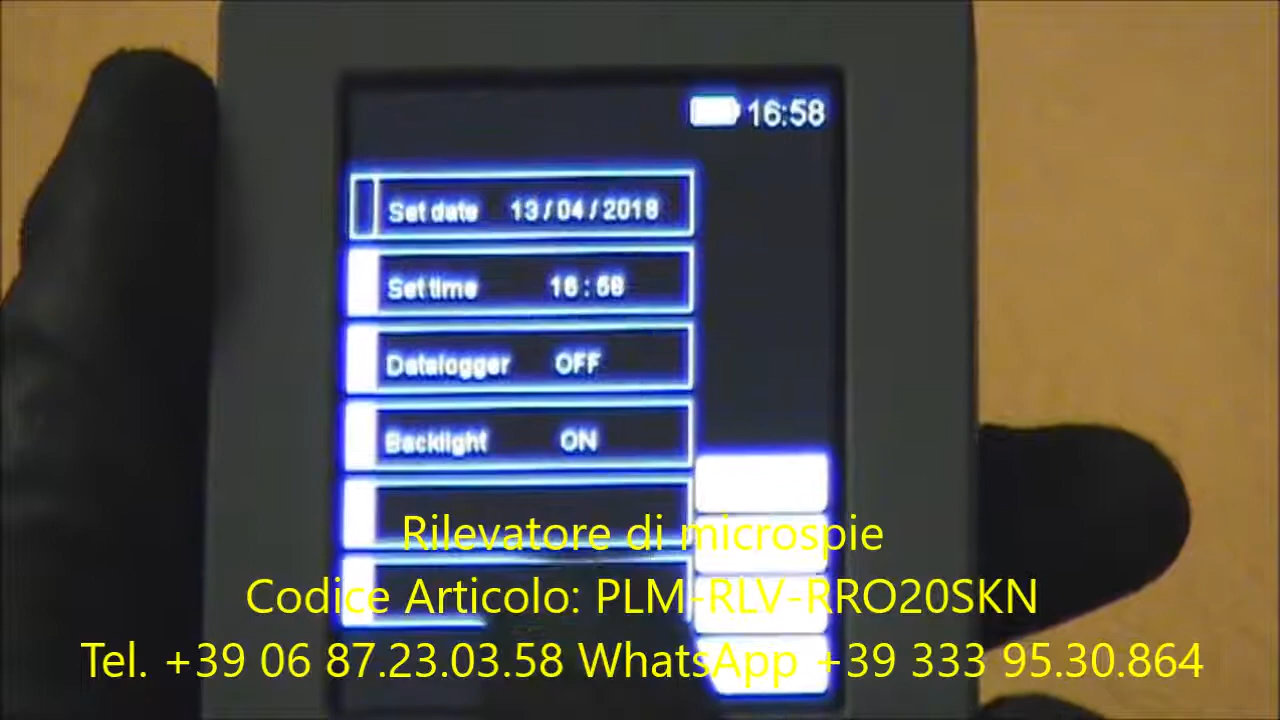 16:58
Set date 13/04/2018
Set time 16:58
Datalogger OFF
Backlight ON
Rilevatore di microspie
Codice Articolo: PLM-RLV-RRO20SKN
Tel. +39 06 87.23.03.58 WhatsApp +39 333 95.30.864